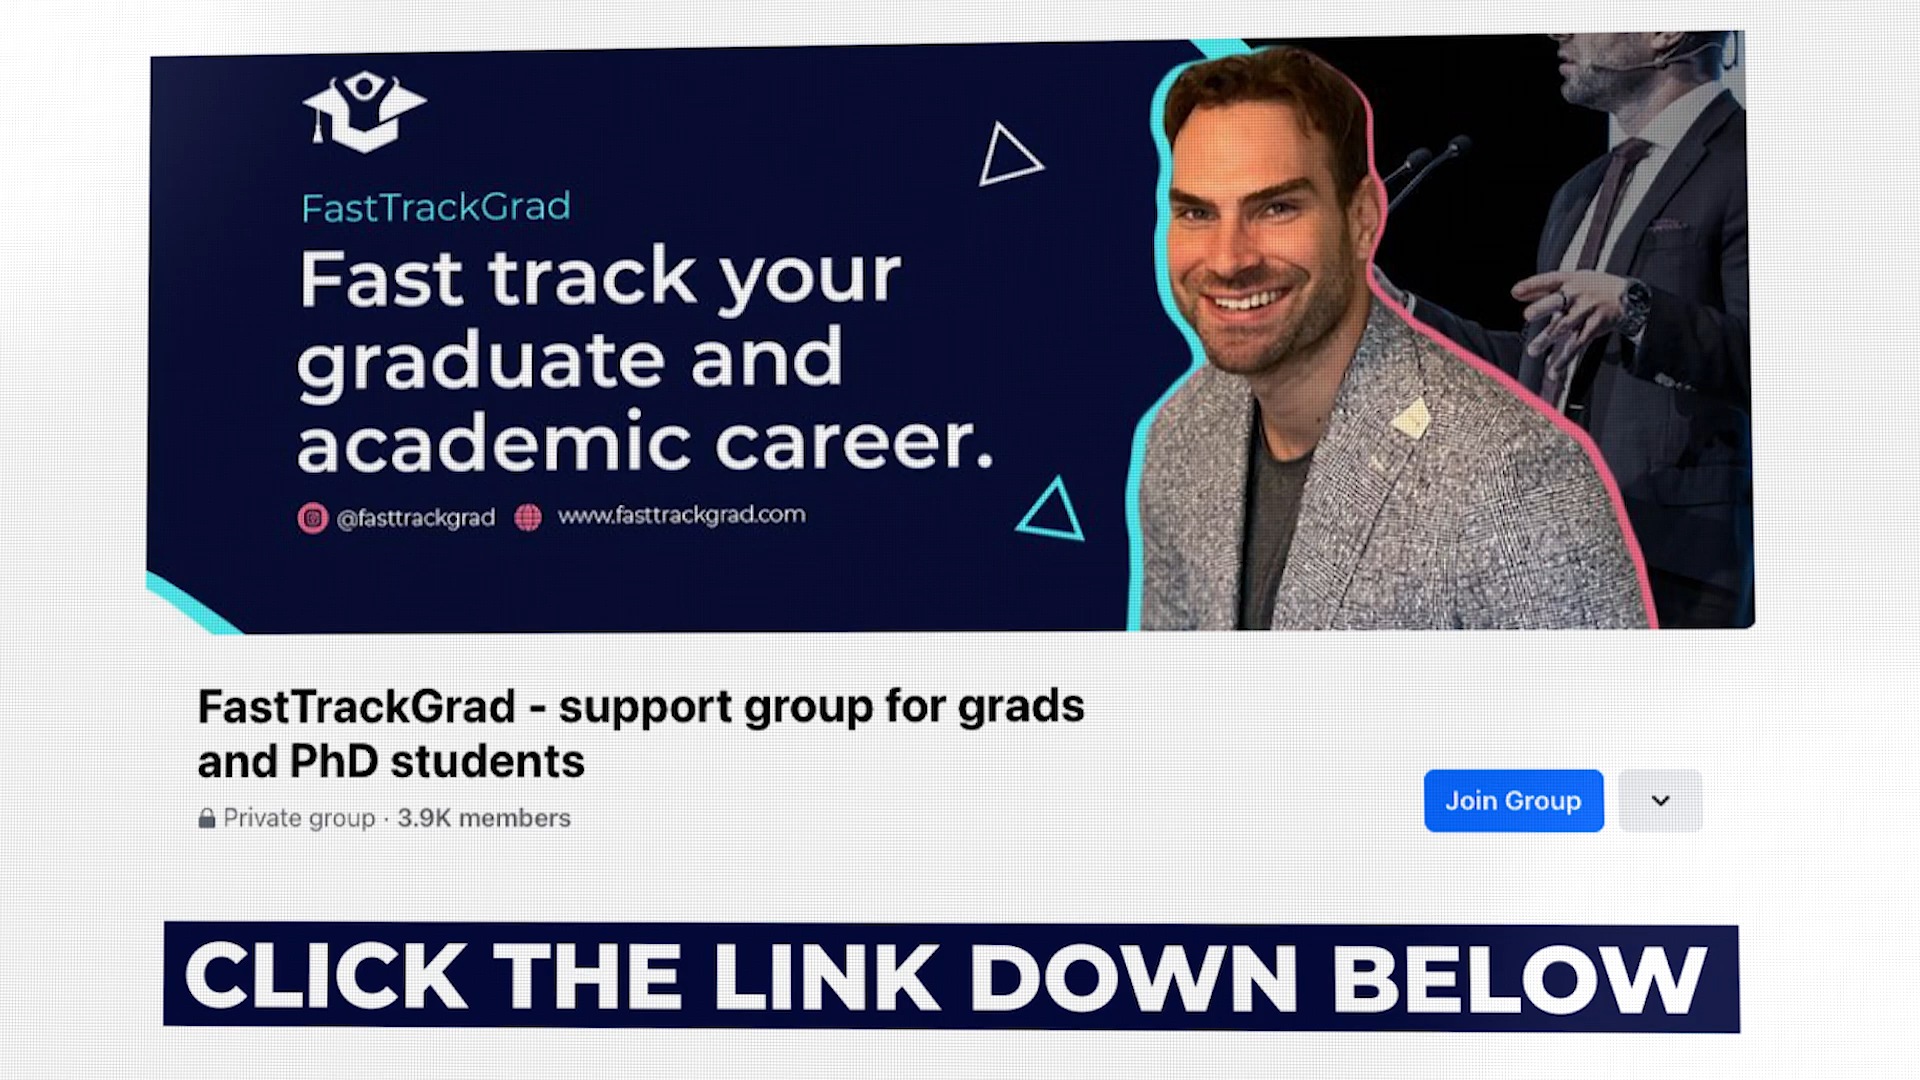 FastTrackGrad
Fast track your
graduate and
academic career.
@fasttrackgrad www.fasttrackgrad.com
FastTrackGrad - support group for grads
and PhD students
Private group · 3.9K members
Join Group
CLICK THE LINK DOWN BELOW